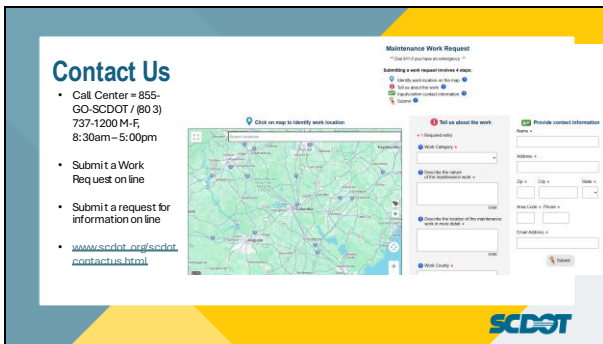 Contact Us
• Call Center = 855-
GO-SCDOT / (803)
737-1200 M-F,
8:30am – 5:00pm
• Submit a Work
Request online
• Submit a request for
information online
• www.scdot.org/scdot
contactus.html
Maintenance Work Request
** Dial 911 if you have an emergency **
Submitting a work request involves 4 steps:
Identify work location on the map
Tell us about the work
Input/confirm contact information
Submit
Click on map to identify work location
Search locations
Augusta
Columbia
Tell us about the work
* = Required entry
Work Category *
Describe the nature
of the maintenance work *
Describe the location of the maintenance
work in more detail *
Work County *
Provide contact information
Name *
Address *
Zip * City * State *
Area Code * Phone *
Email Address *
Submit
SCDOT